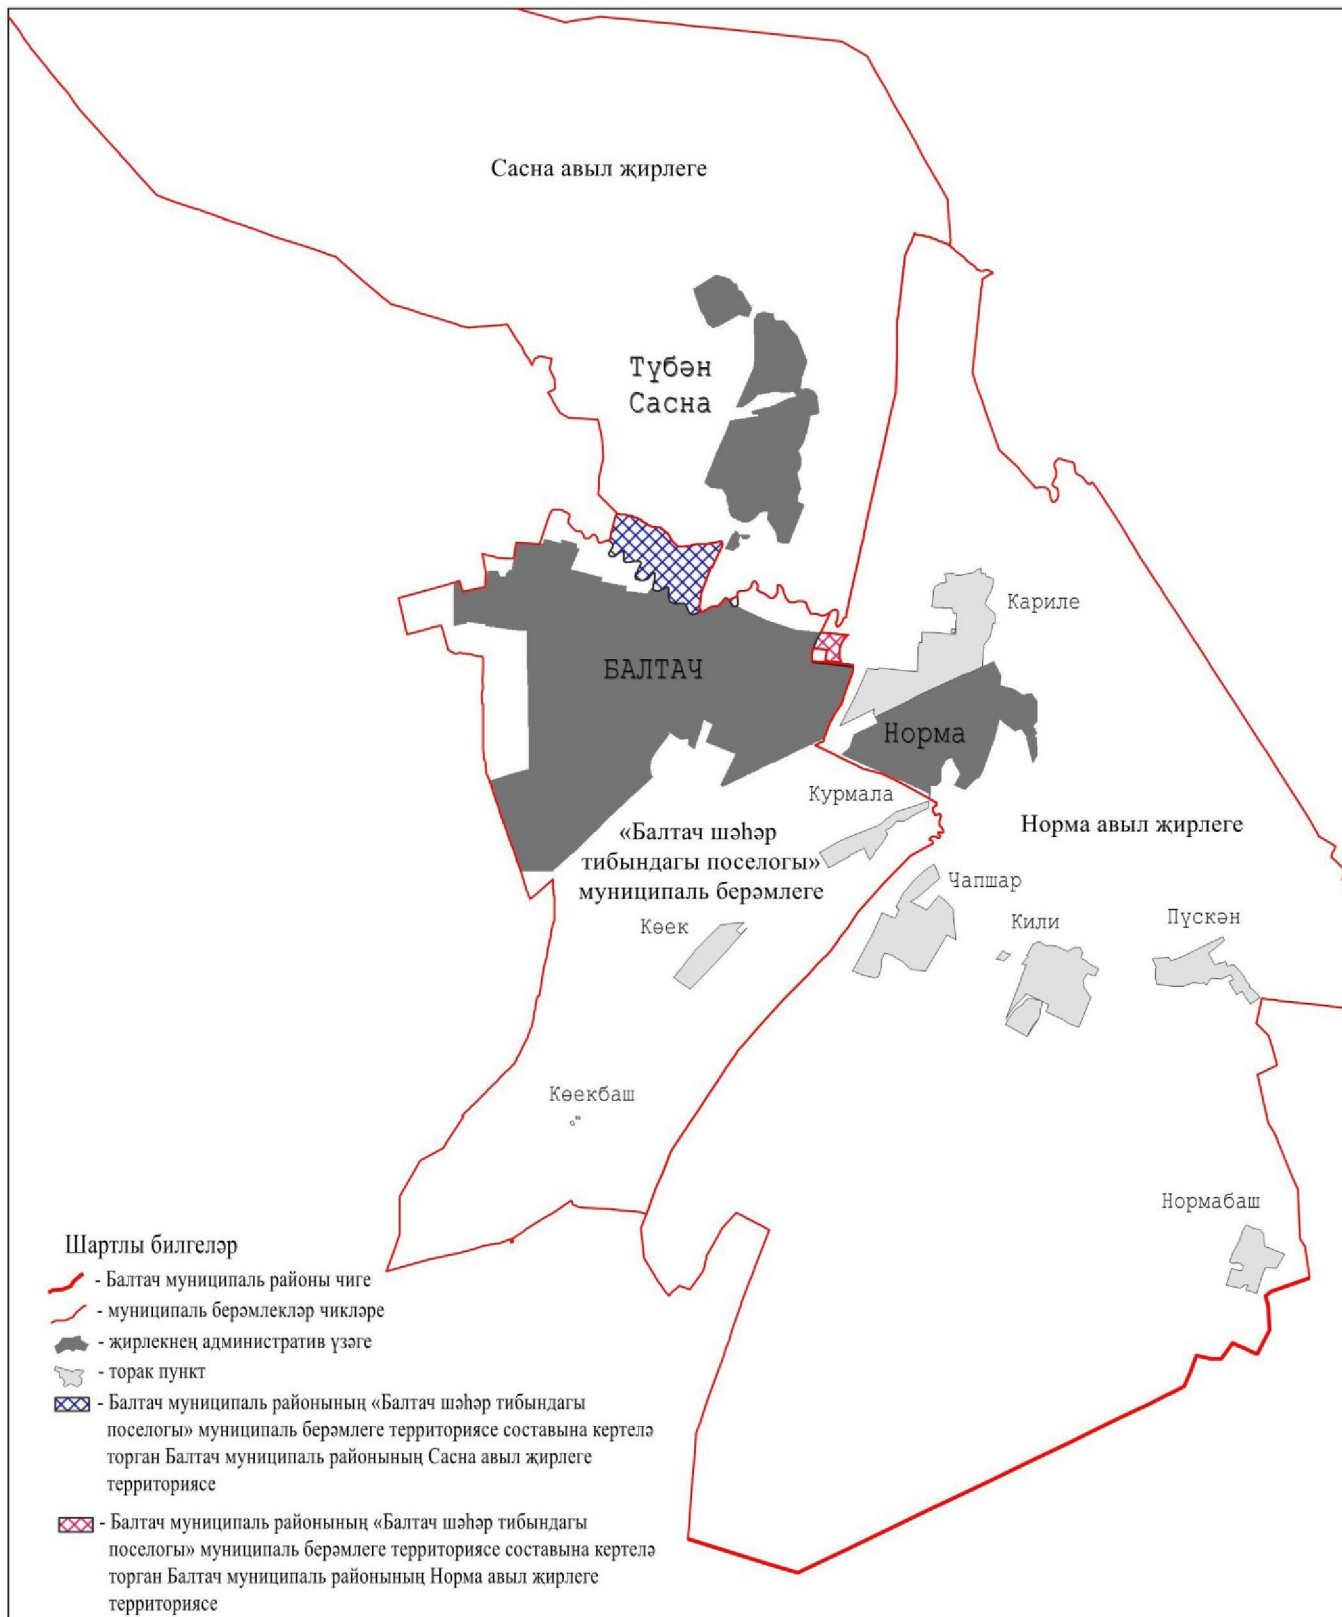 Сасна авыл җирлеге
Түбән
Сасна
Кариле
БАЛТАЧ
Норма
Курмала
«Балтач шәһәр
тибындагы поселогы»
муниципаль берәмлеге
Норма авыл җирлеге
Чапшар
Көек
Кили
Пүскән
Көекбаш
Нормабаш
Шартлы билгеләр
- Балтач муниципаль районы чиге
- муниципаль берәмлекләр чикләре
- җирлекнең административ үзәге
- торак пункт
- Балтач муниципаль районының «Балтач шәһәр тибындагы
поселогы» муниципаль берәмлеге территориясе составына кертелә
торган Балтач муниципаль районының Сасна авыл җирлеге
территориясе
- Балтач муниципаль районының «Балтач шәһәр тибындагы
поселогы» муниципаль берәмлеге территориясе составына кертелә
торган Балтач муниципаль районының Норма авыл җирлеге
территориясе